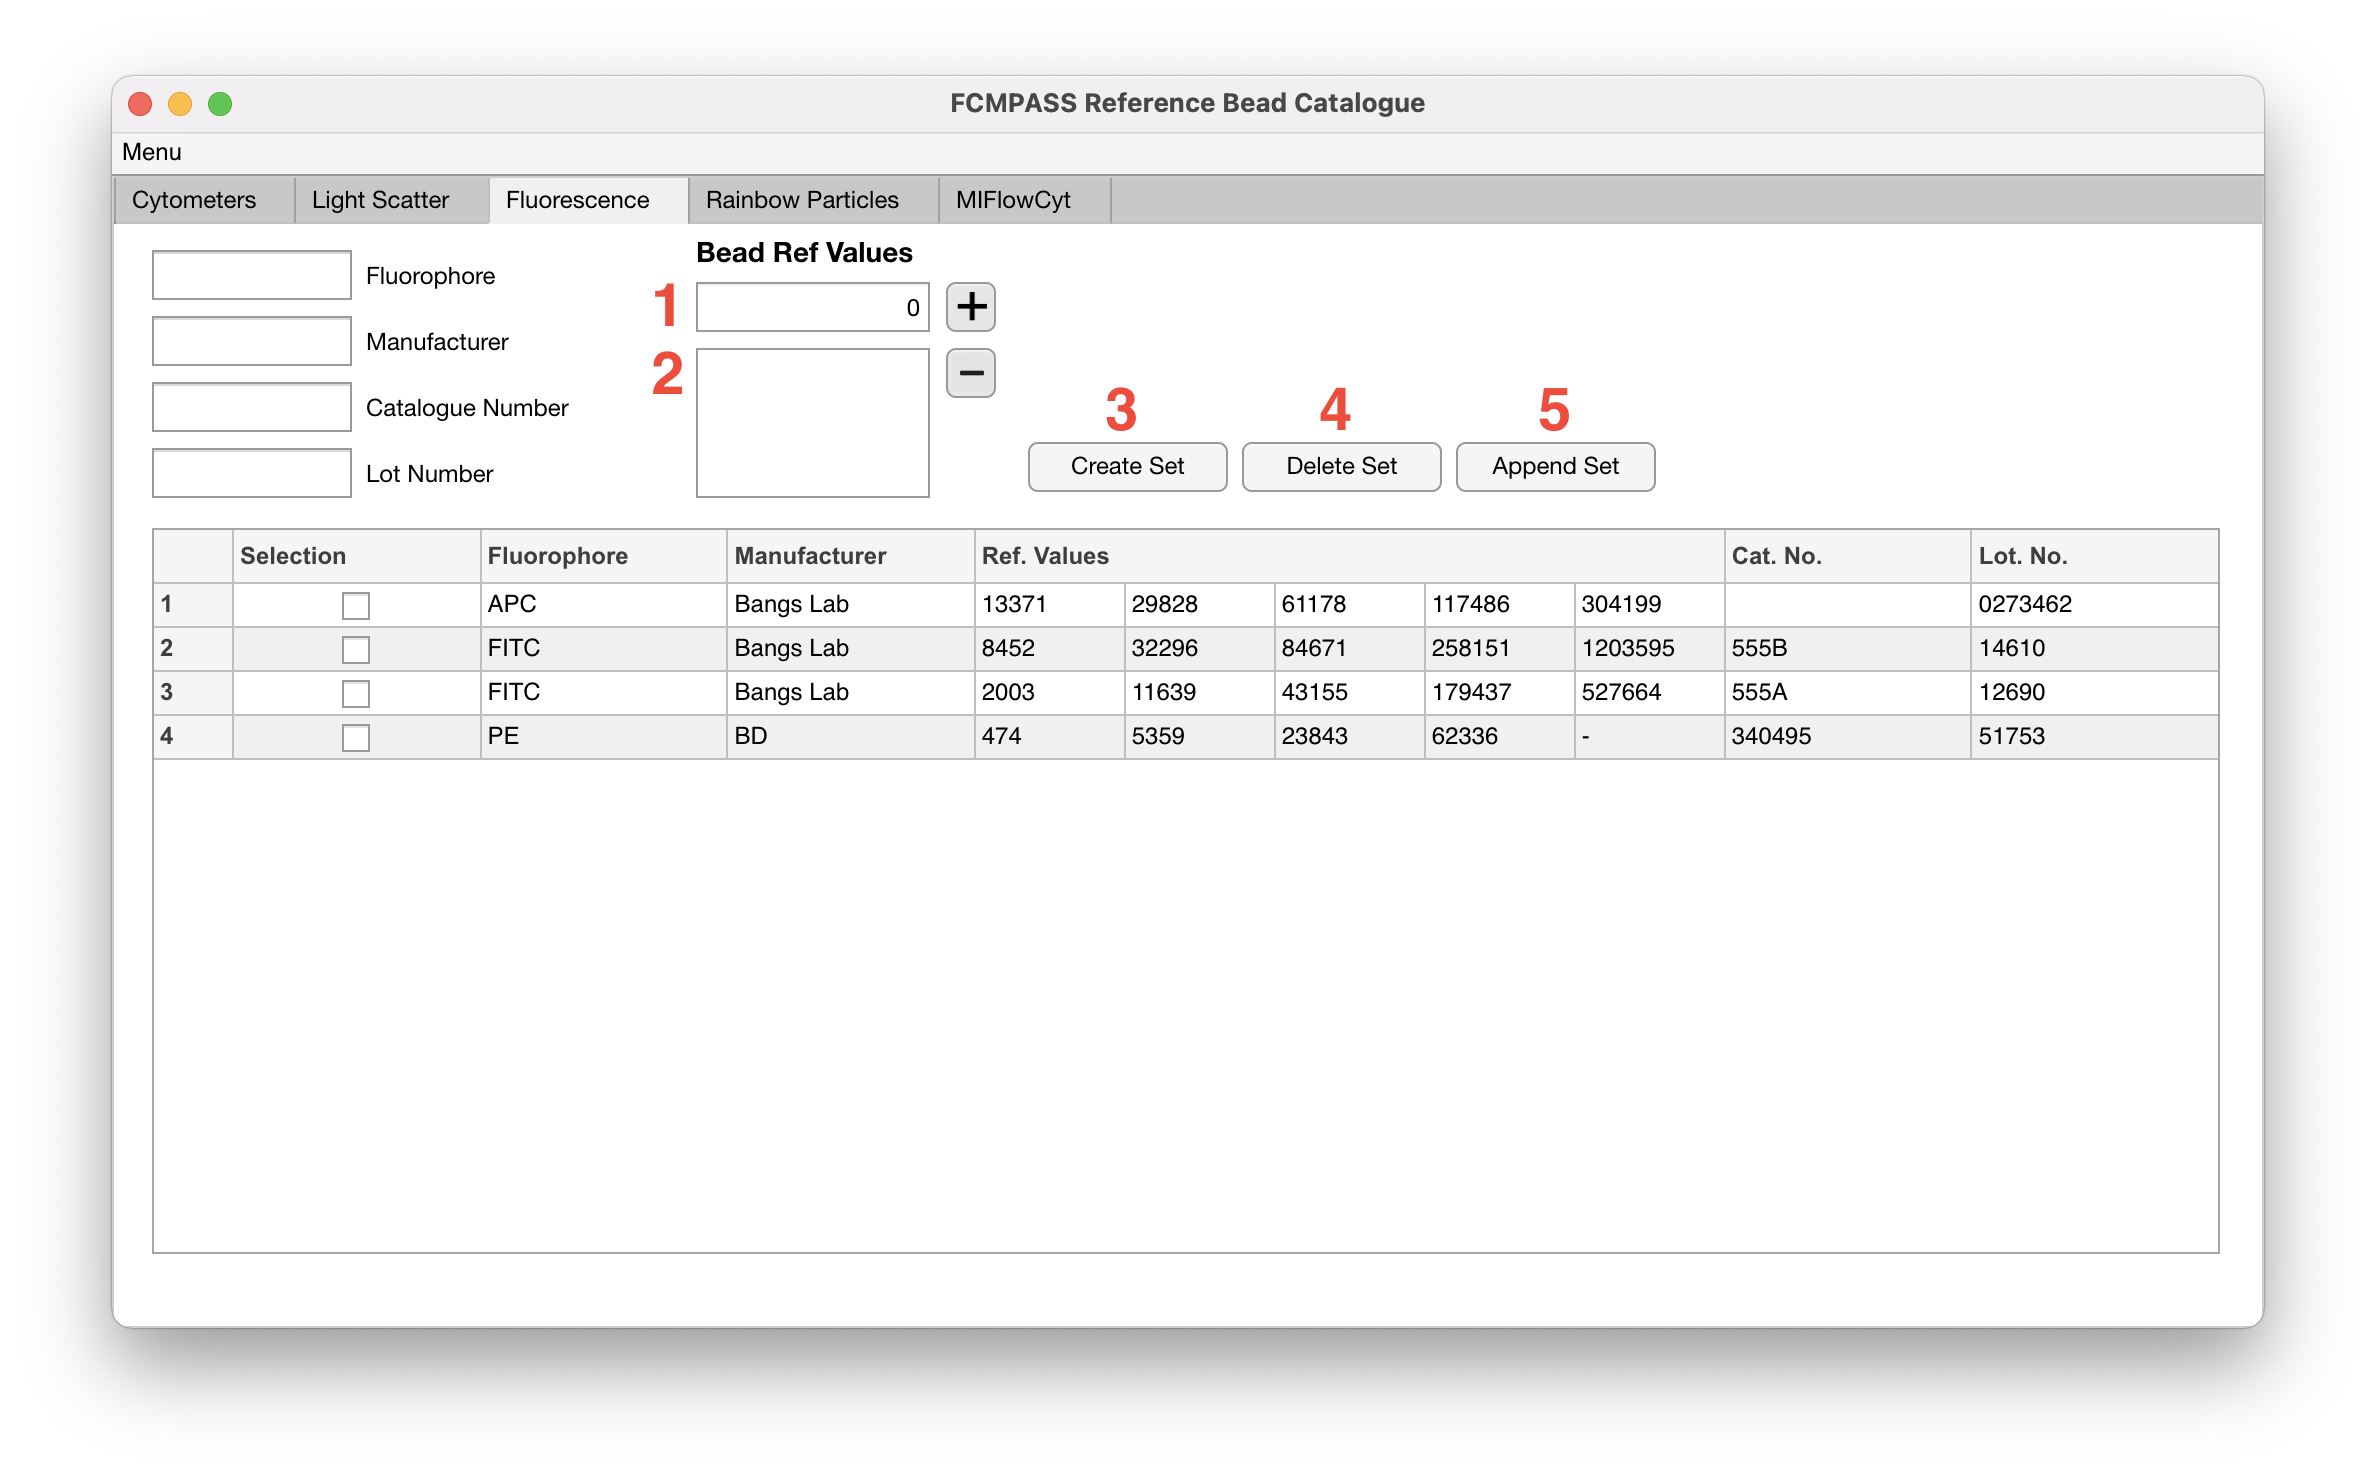 FCMPASS Reference Bead Catalogue
Menu
Cytometers Light Scatter Fluorescence Rainbow Particles MIFlowCyt
Bead Ref Values
Fluorophore
1 0 +
Manufacturer
2 −
Catalogue Number
3 4 5
Lot Number
Create Set Delete Set Append Set
Selection Fluorophore Manufacturer Ref. Values Cat. No. Lot. No.
1 APC Bangs Lab 13371 29828 61178 117486 304199 0273462
2 FITC Bangs Lab 8452 32296 84671 258151 1203595 555B 14610
3 FITC Bangs Lab 2003 11639 43155 179437 527664 555A 12690
4 PE BD 474 5359 23843 62336 - 340495 51753